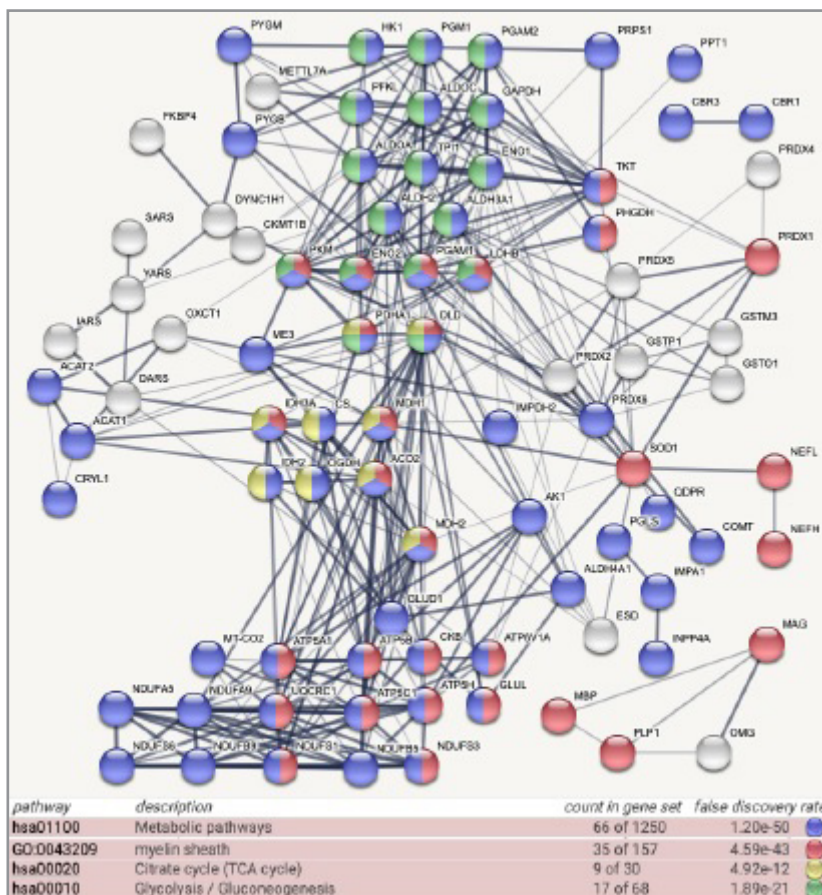 PYGM HK1 PGM1 PGAM2 PRPS1 PPT1
METTL7A PFKL ALDOC GAPDH CBR3 CBR1
FKBP4 PYGB ALDOA TPI1 ENO1 TKT PRDX4
SARS DYNC1H1 CKMT1B ALDH2 ALDH3A1 PHGDH PRDX1
YARS PKM ENO2 PGAM1 LDHB PRDX5
IARS OXCT1 ME3 PDHA1 DLD PRDX2 GSTP1 GSTM3
ACAT2 DARS GSTO1
ACAT1 IDH3A CS MDH1 IMPDH2 PRDX6
CRYL1 IDH2 OGDH ACO2 SOD1 NEFL
MDH2 AK1 QDPR
PGLS COMT NEFH
GLUD1 ALDH4A1 IMPA1
MT-CO2 ATP5A1 ATP5B CKB ATP6V1A ESD INPP4A MAG
NDUFA5 NDUFA9 UQCRC1 ATP5C1 ATP5H GLUL MBP
NDUFS6 NDUFB9 NDUFS1 NDUFB5 NDUFS3 PLP1 OMG
pathway description count in gene set false discovery rate
hsa01100 Metabolic pathways 66 of 1250 1.20e-50
GO:0043209 myelin sheath 35 of 157 4.59e-43
hsa00020 Citrate cycle (TCA cycle) 9 of 30 4.92e-12
hsa00010 Glycolysis / Gluconeogenesis 17 of 68 1.89e-21